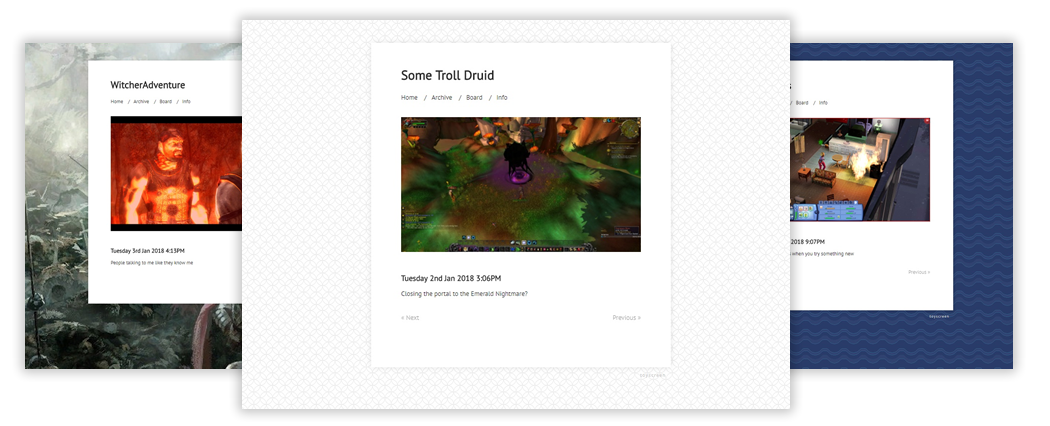 WitcherAdventure
Home / Archive / Board / Info
Tuesday 3rd Jan 2018 4:13PM
People talking to me like they know me
Some Troll Druid
Home / Archive / Board / Info
Tuesday 2nd Jan 2018 3:06PM
Closing the portal to the Emerald Nightmare?
« Next
Previous »
s
/ Board / Info
2018 9:07PM
when you try something new
Previous »